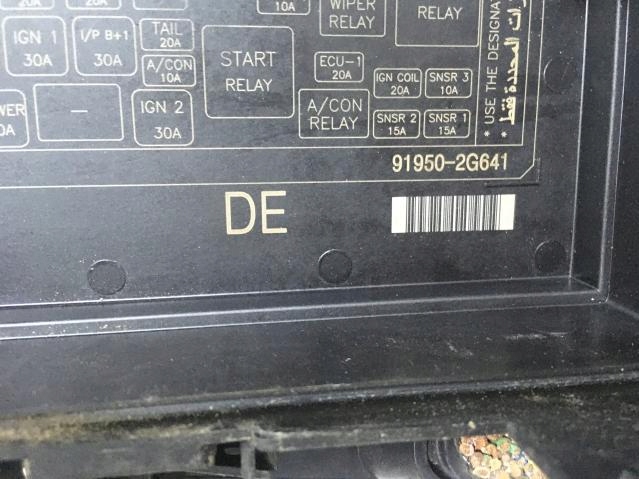 20A
20A
10A
WIPER
RELAY
RELAY
IGN 1
30A
I/P B+1
30A
TAIL
20A
A/CON
10A
START
RELAY
ECU-1
20A
IGN COIL
20A
SNSR 3
10A
IGN 2
30A
A/CON
RELAY
SNSR 2
15A
SNSR 1
15A
* USE THE
91950-2G641
DE